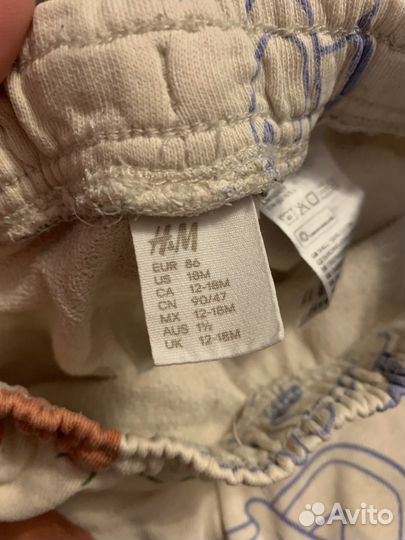 H&M
EUR 86
US 18M
CA 12-18M
CN 90/47
MX 12-18M
AUS 1½
UK 12-18M
Avito